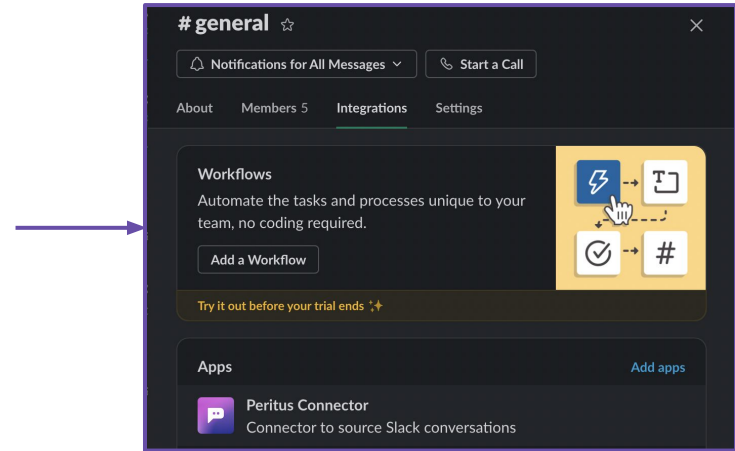 # general
Notifications for All Messages
Start a Call
About
Members 5
Integrations
Settings
Workflows
Automate the tasks and processes unique to your
team, no coding required.
Add a Workflow
T
#
Try it out before your trial ends
Apps
Add apps
Peritus Connector
Connector to source Slack conversations